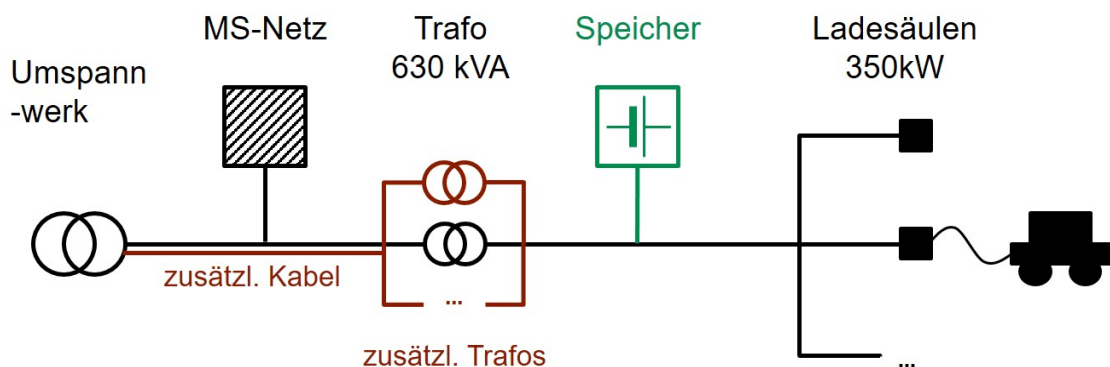 Umspann
-werk
MS-Netz
Trafo
630 kVA
Speicher
Ladesäulen
350kW
zusätzl. Kabel
...
zusätzl. Trafos
...